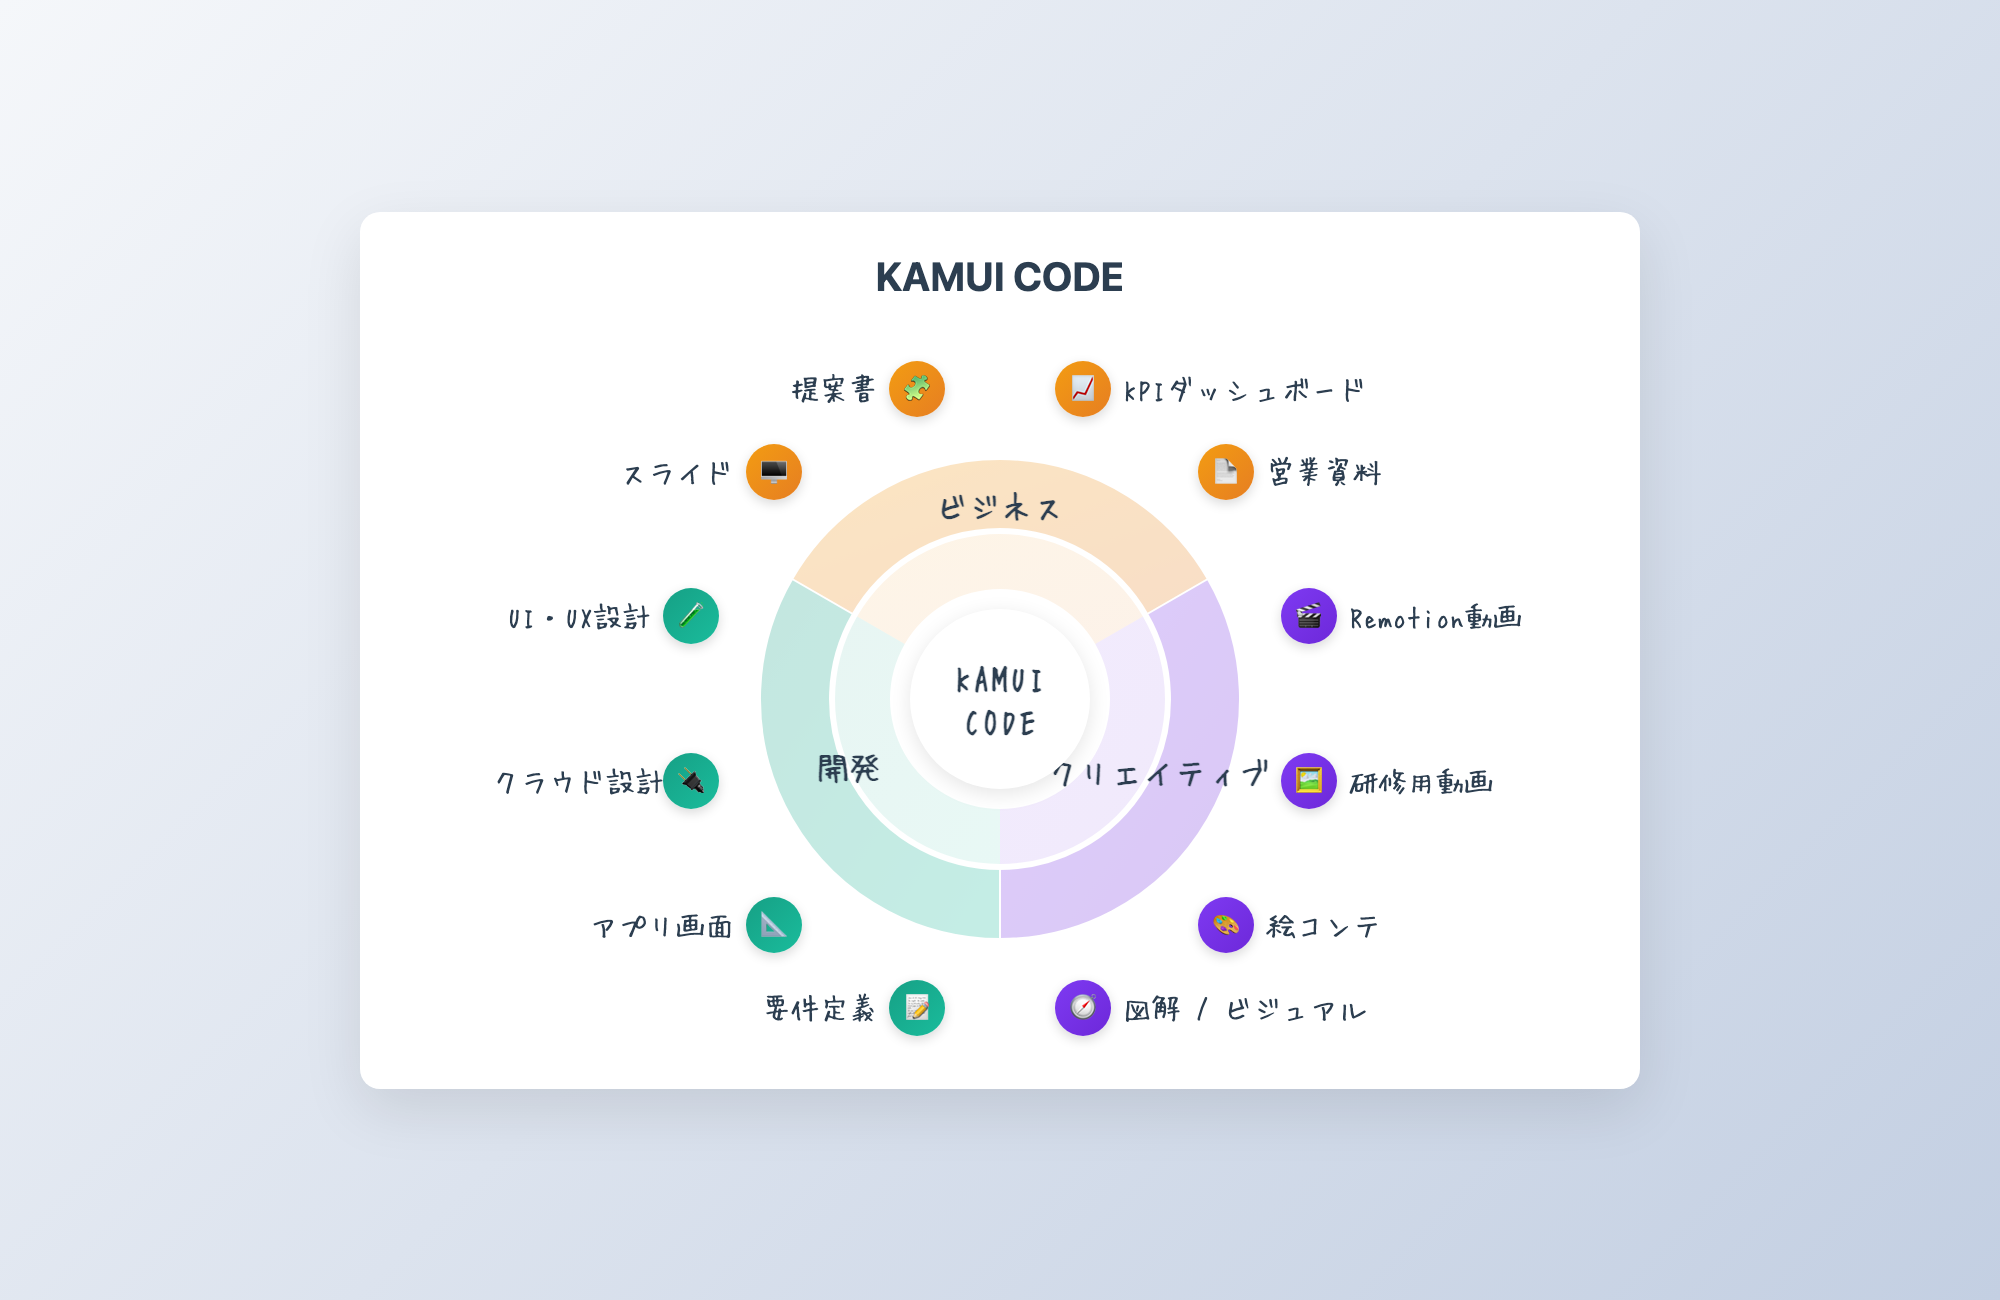 KAMUI CODE
提案書
KPIダッシュボード
スライド
営業資料
ビジネス
UI・UX設計
Remotion動画
KAMUI
CODE
開発
クリエイティブ
クラウド設計
研修用動画
アプリ画面
絵コンテ
要件定義
図解 / ビジュアル